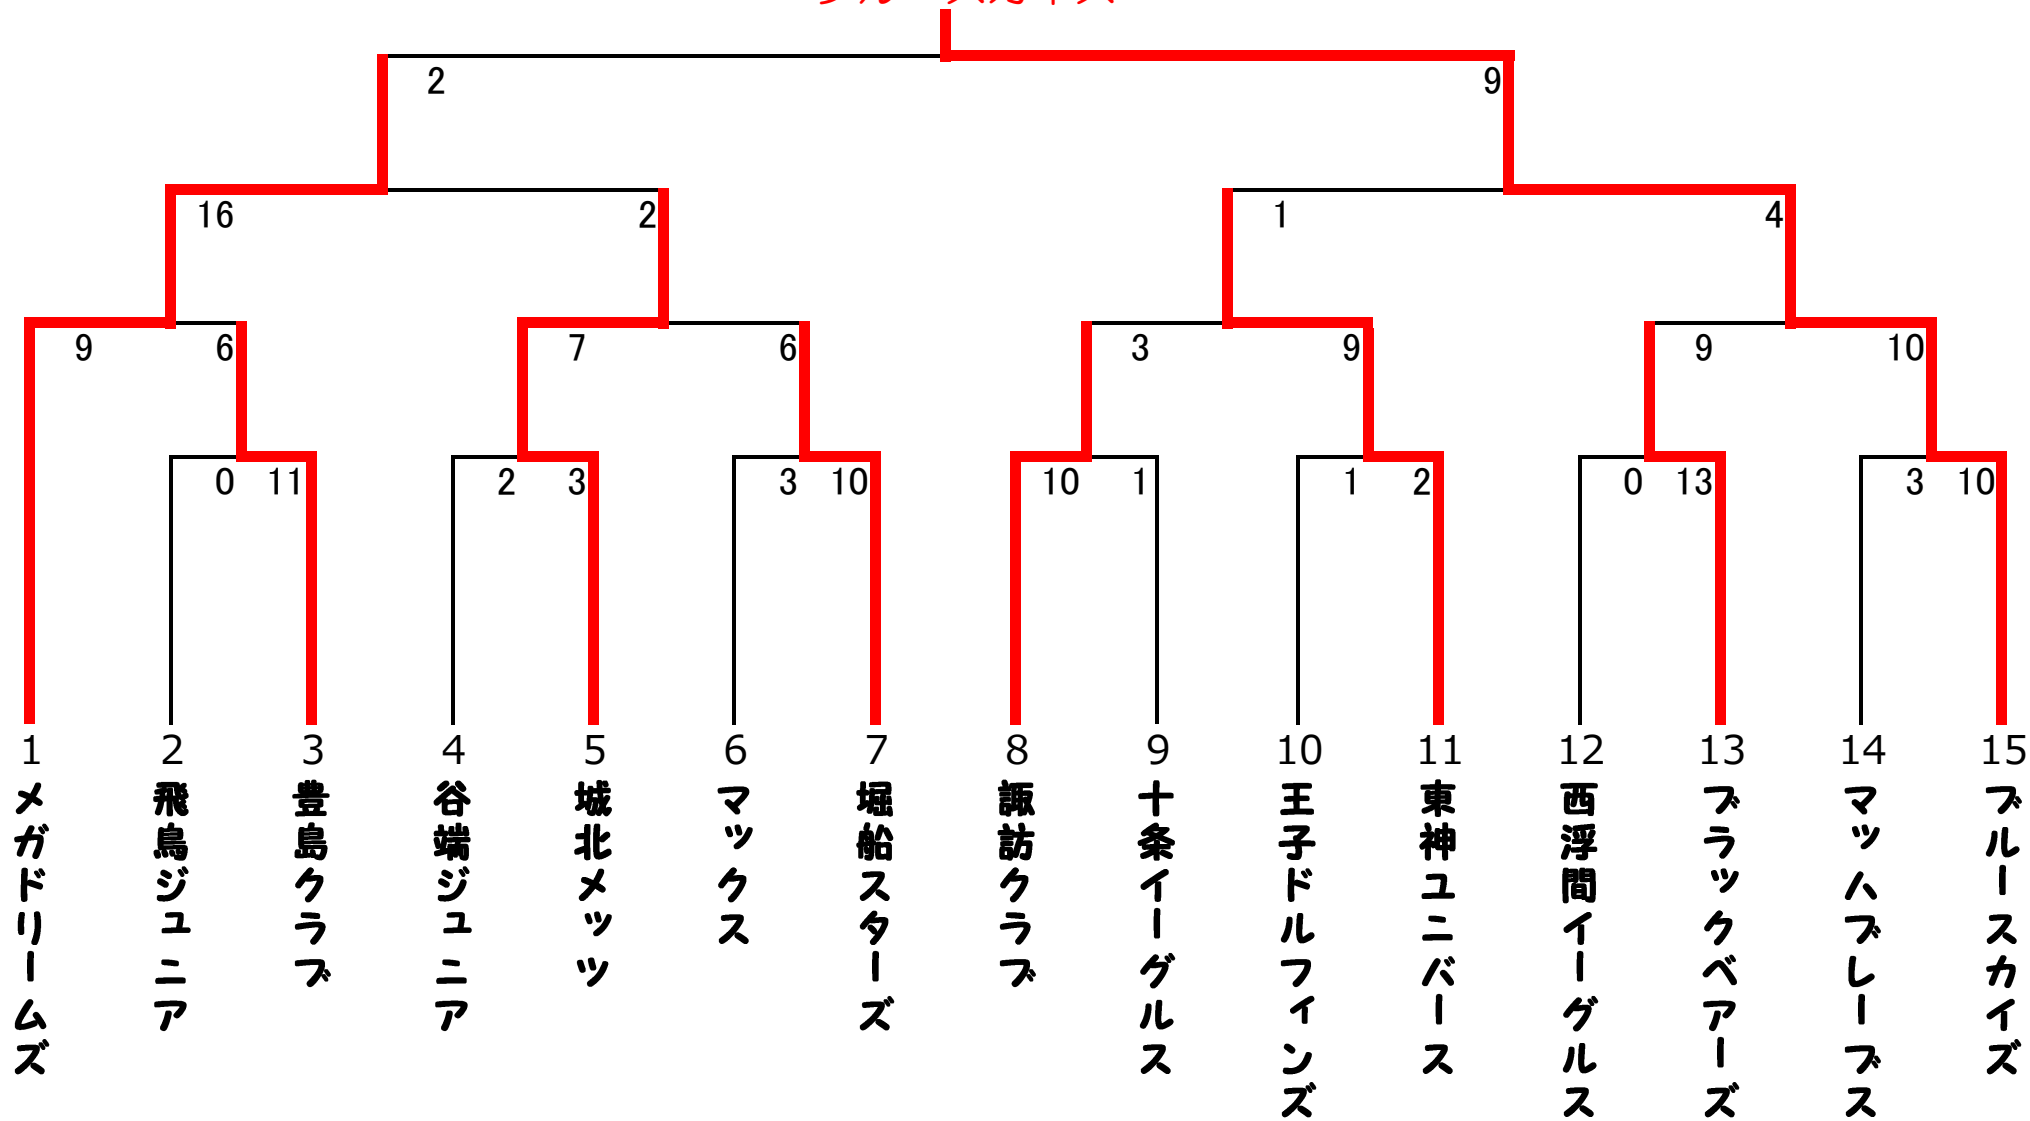 2 9
16 2 1 4
9 6 7 6 3 9 9 10
0 11 2 3 3 10 10 1 1 2 0 13 3 10
1 2 3 4 5 6 7 8 9 10 11 12 13 14 15
メガドリームズ
飛鳥ジュニア
豊島クラブ
谷端ジュニア
城北メッツ
マックス
堀船スターズ
諏訪クラブ
十条イーグルス
王子ドルフィンズ
東神ユニバース
西浮間イーグルス
ブラックベアーズ
マッハブレーブス
ブルースカイズ